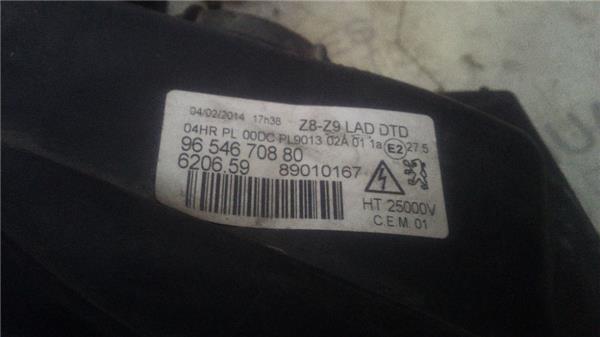 04/02/2014 17h38 Z8-Z9 LAD DTD
04HR PL 00DC PL9013 02A 01 1a E2 27.5
96 546 708 80
6206.59 89010167
HT 25000V
C.E.M. 01